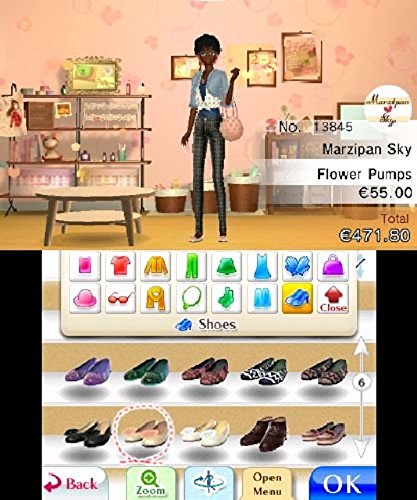 Marzipan
Sky
No. 13845
Marzipan Sky
Flower Pumps
€55.00
Total
€471.80
Close
Shoes
6
Back
Zoom
Open
Menu
OK